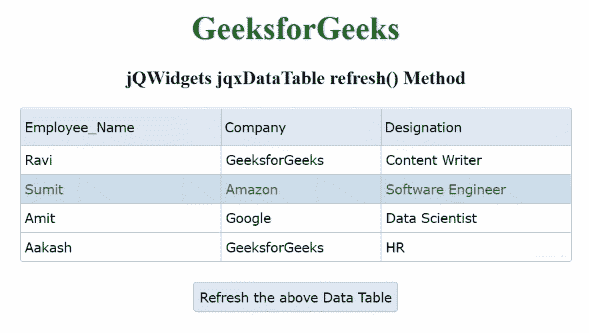 GeeksforGeeks
jQWidgets jqxDataTable refresh() Method
Employee_Name Company Designation
Ravi GeeksforGeeks Content Writer
Sumit Amazon Software Engineer
Amit Google Data Scientist
Aakash GeeksforGeeks HR
Refresh the above Data Table